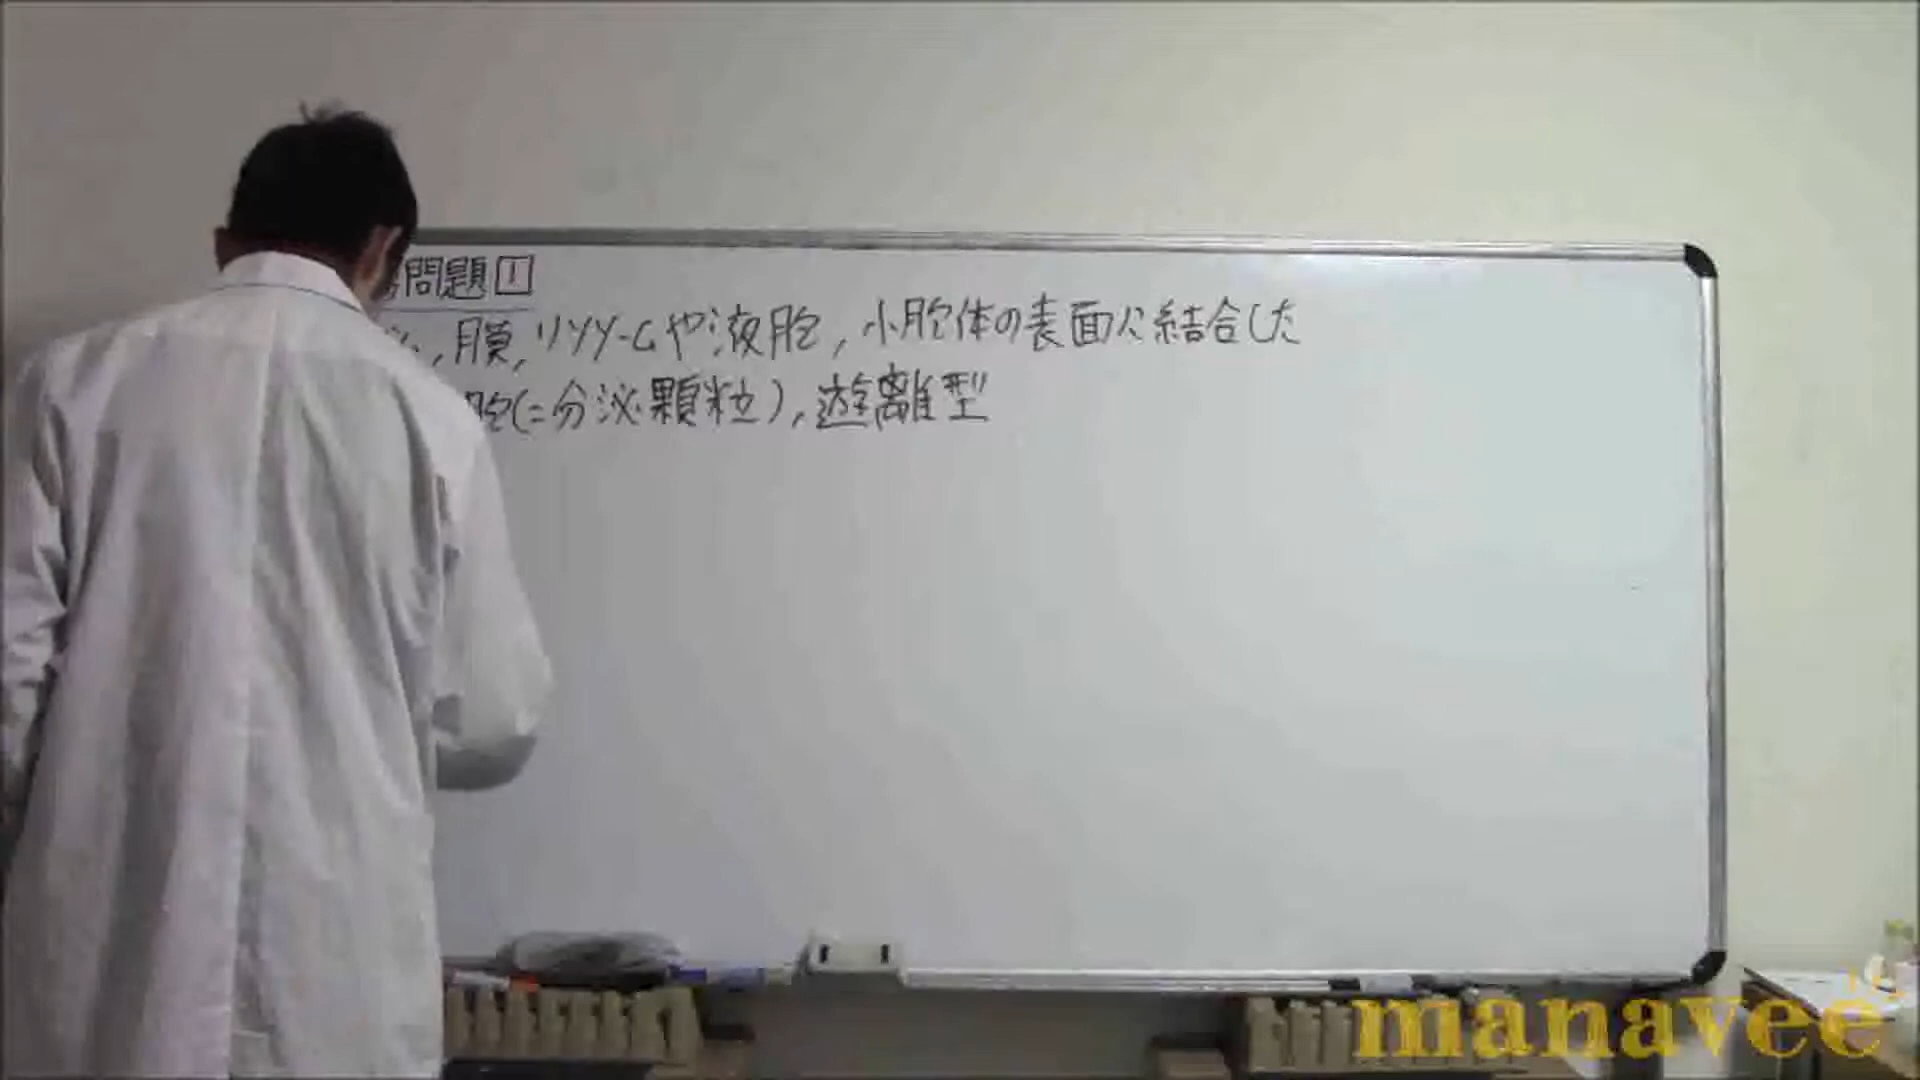 問題1
,膜,リソソームや液胞,小胞体の表面に結合した
胞(=分泌顆粒),遊離型
manavee